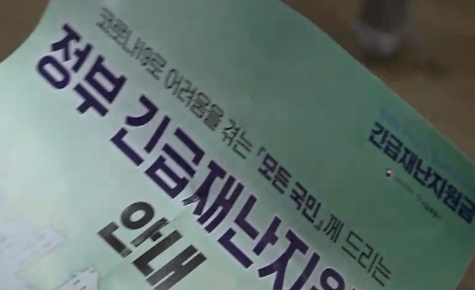 코로나19로 어려움을 겪는 『모든 국민』께 드리는
정부 긴급재난지원
안내
긴급재난지원금